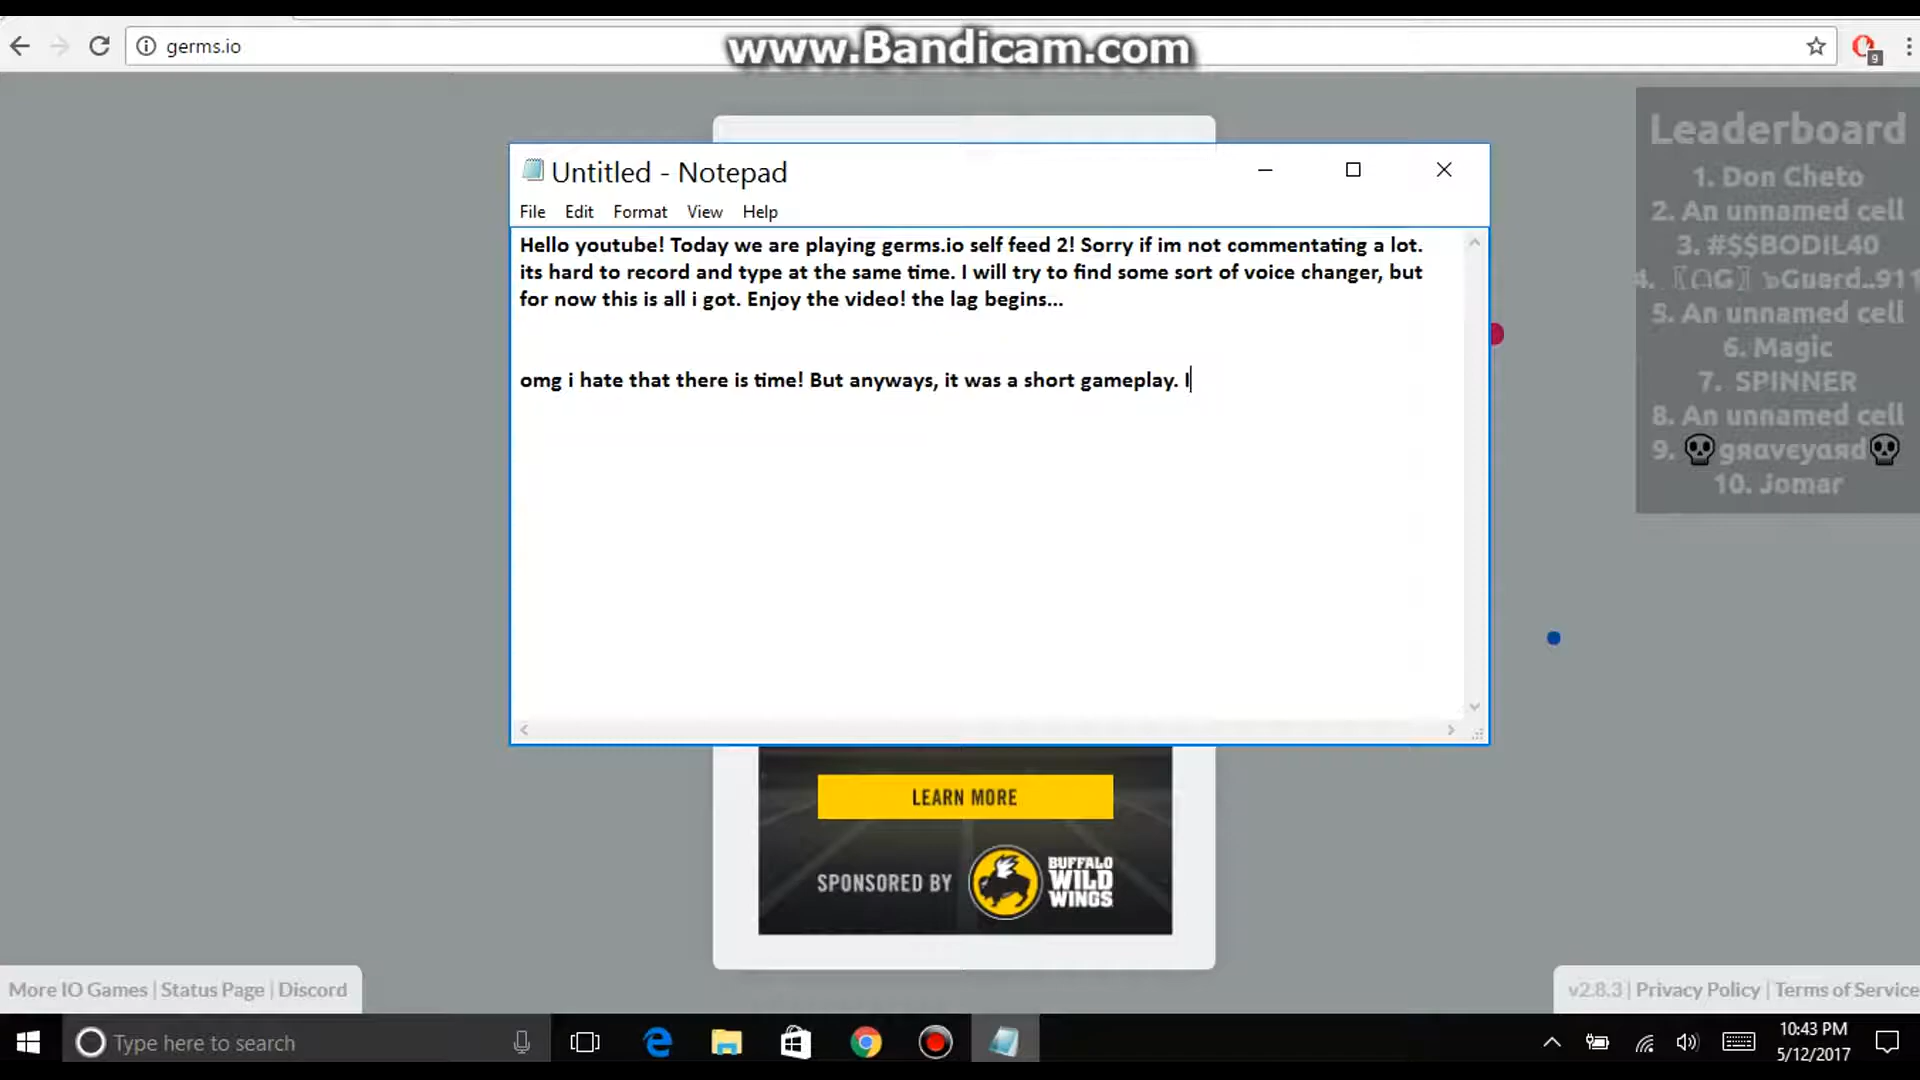 germs.io
www.Bandicam.com
9
Untitled - Notepad
File Edit Format View Help
Hello youtube! Today we are playing germs.io self feed 2! Sorry if im not commentating a lot.
its hard to record and type at the same time. I will try to find some sort of voice changer, but
for now this is all i got. Enjoy the video! the lag begins...
omg i hate that there is time! But anyways, it was a short gameplay. I
Leaderboard
1. Don Cheto
2. An unnamed cell
3. #$$BODIL40
4. 〖ᘏG〗 ъGuerd..911
5. An unnamed cell
6. Magic
7. SPINNER
8. An unnamed cell
9. 💀gяαveyαяd💀
10. Jomar
LEARN MORE
SPONSORED BY BUFFALO WILD WINGS
More IO Games | Status Page | Discord
v2.8.3 | Privacy Policy | Terms of Service
Type here to search
10:43 PM
5/12/2017